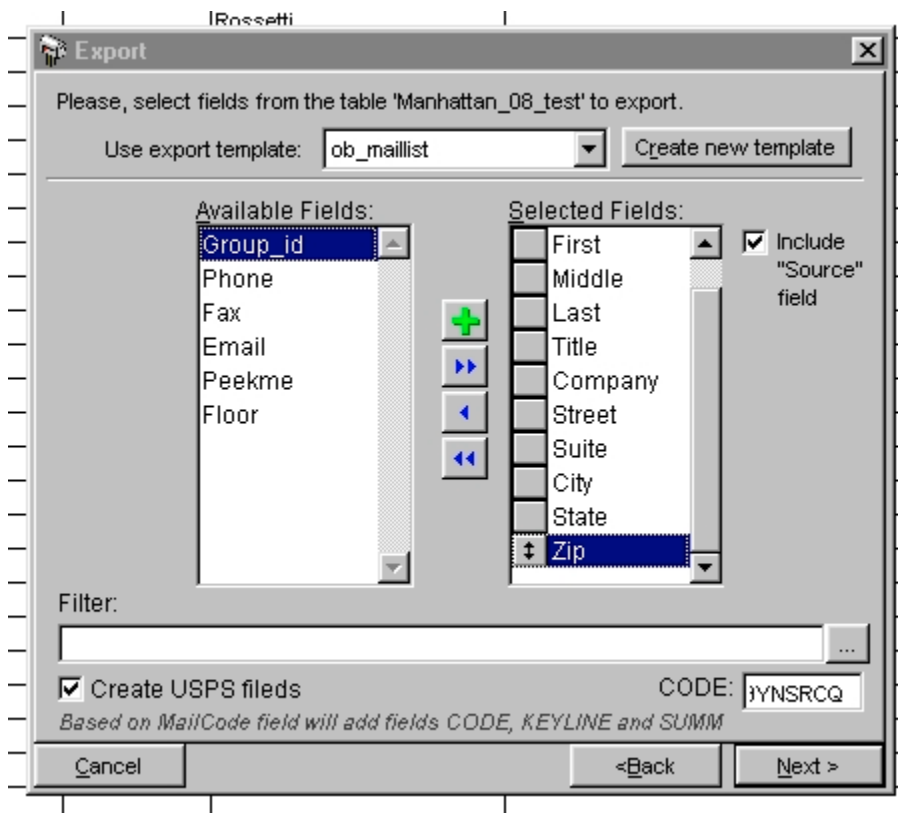 Rossetti
Export
Please, select fields from the table 'Manhattan_08_test' to export.
Use export template: ob_maillist Create new template
Available Fields: Selected Fields:
Group_id
Phone
Fax
Email
Peekme
Floor
First
Middle
Last
Title
Company
Street
Suite
City
State
Zip
Include
"Source"
field
Filter:
...
Create USPS fileds CODE: YNSRCQ
Based on MailCode field will add fields CODE, KEYLINE and SUMM
Cancel <Back Next >